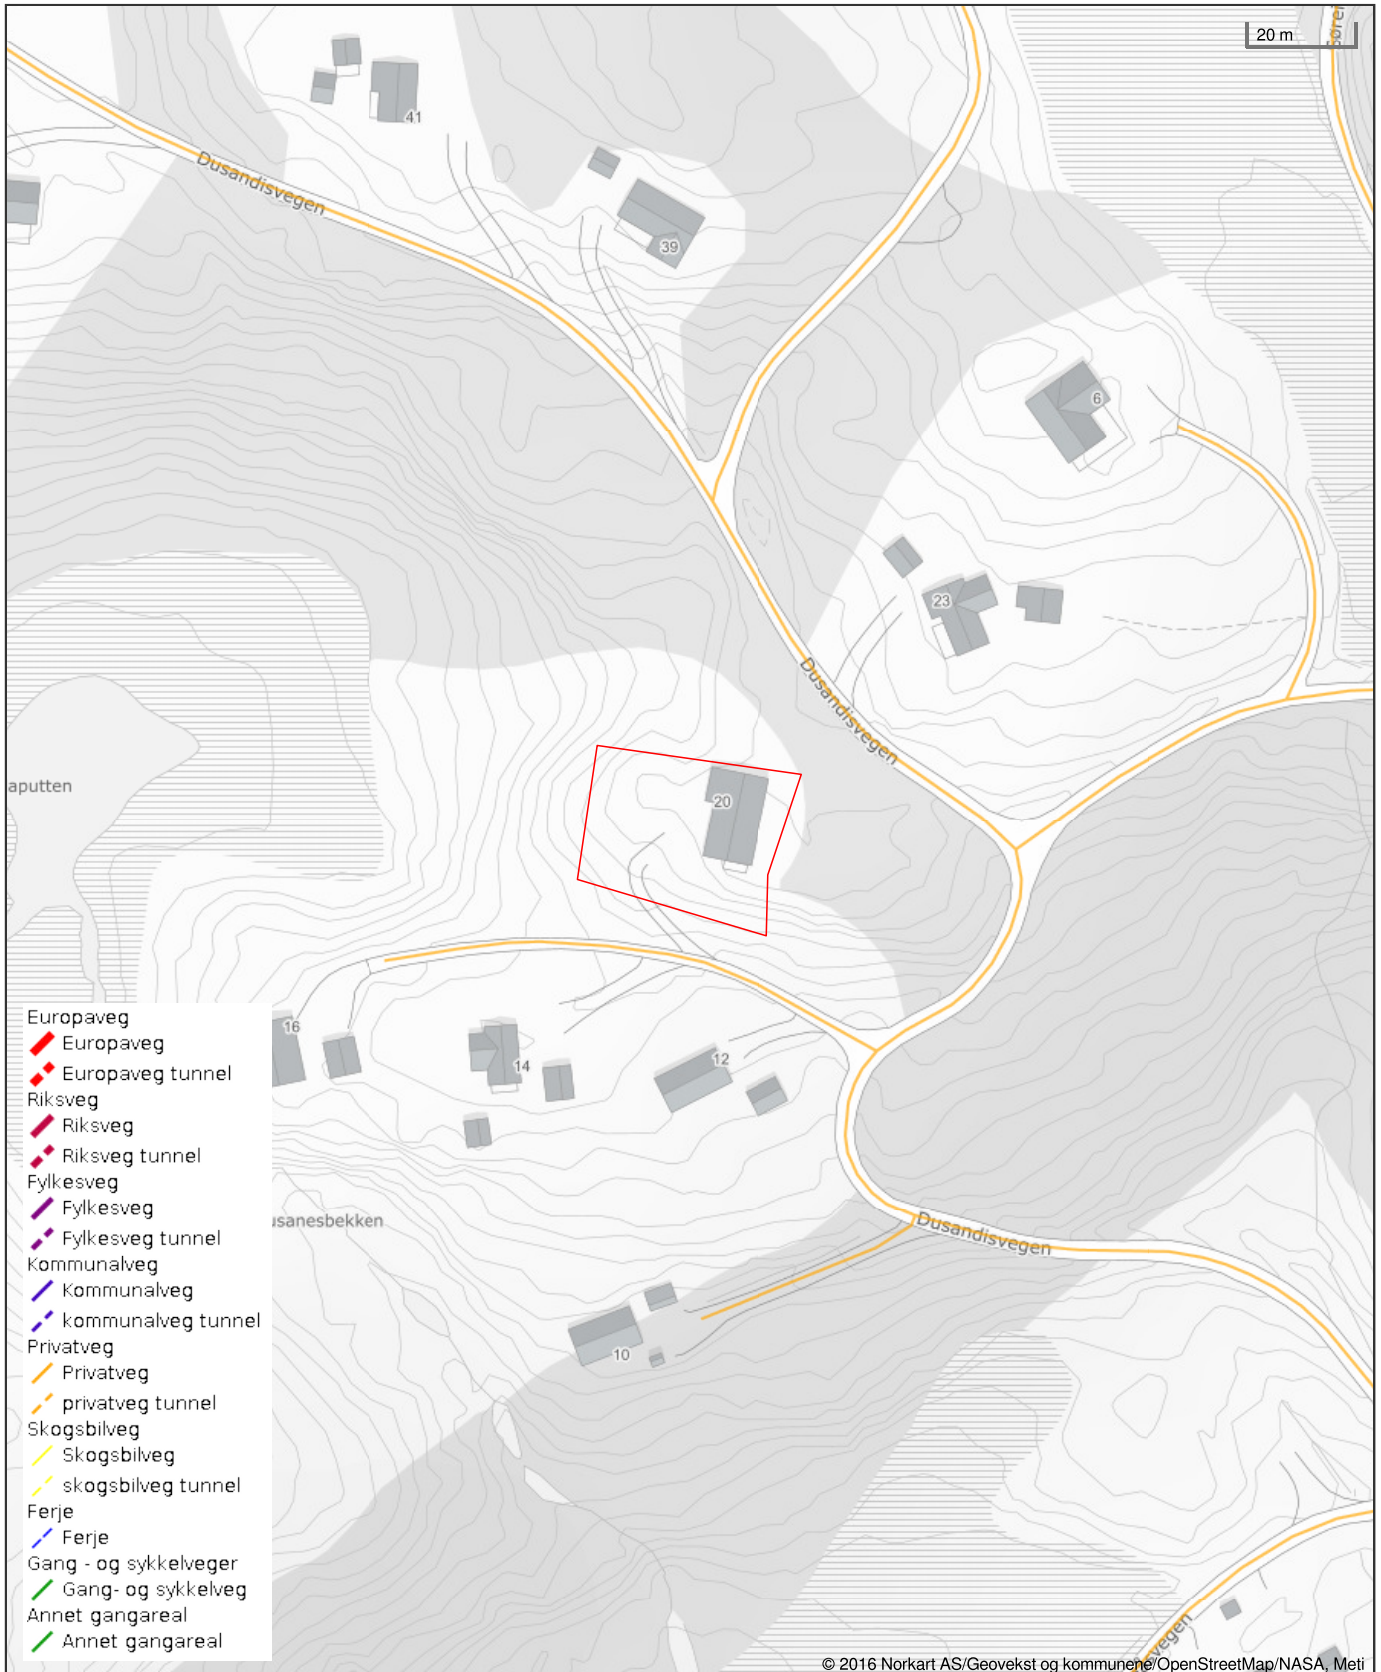 20 m
41
Dusandisvegen
39
6
23
Dusandisvegen
aputten
20
16
14
12
usanesbekken
Dusandisvegen
10
vegen
Europaveg
Europaveg
Europaveg tunnel
Riksveg
Riksveg
Riksveg tunnel
Fylkesveg
Fylkesveg
Fylkesveg tunnel
Kommunalveg
Kommunalveg
kommunalveg tunnel
Privatveg
Privatveg
privatveg tunnel
Skogsbilveg
Skogsbilveg
skogsbilveg tunnel
Ferje
Ferje
Gang - og sykkelveger
Gang- og sykkelveg
Annet gangareal
Annet gangareal
© 2016 Norkart AS/Geovekst og kommunene/OpenStreetMap/NASA, Meti